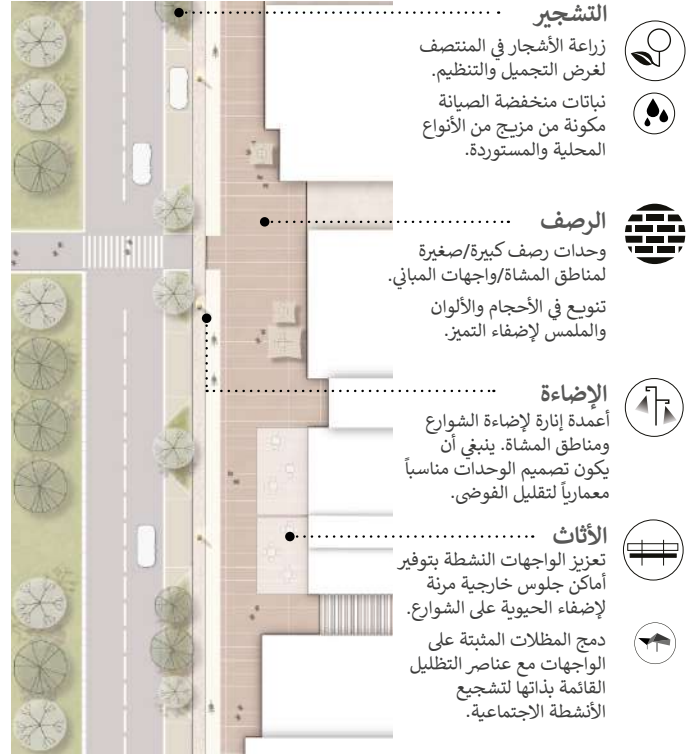 التشجير
زراعة الأشجار في المنتصف
لغرض التجميل والتنظيم.
نباتات منخفضة الصيانة
مكونة من مزيج من الأنواع
المحلية والمستوردة.
الرصف
وحدات رصف كبيرة/صغيرة
لمناطق المشاة/واجهات المباني.
تنويع في الأحجام والألوان
والملمس لإضفاء التميز.
الإضاءة
أعمدة إنارة لإضاءة الشوارع
ومناطق المشاة. ينبغي أن
يكون تصميم الوحدات مناسباً
معمارياً لتقليل الفوضى.
الأثاث
تعزيز الواجهات النشطة بتوفير
أماكن جلوس خارجية مرنة
لإضفاء الحيوية على الشوارع.
دمج المظلات المثبتة على
الواجهات مع عناصر التظليل
القائمة بذاتها لتشجيع
الأنشطة الاجتماعية.